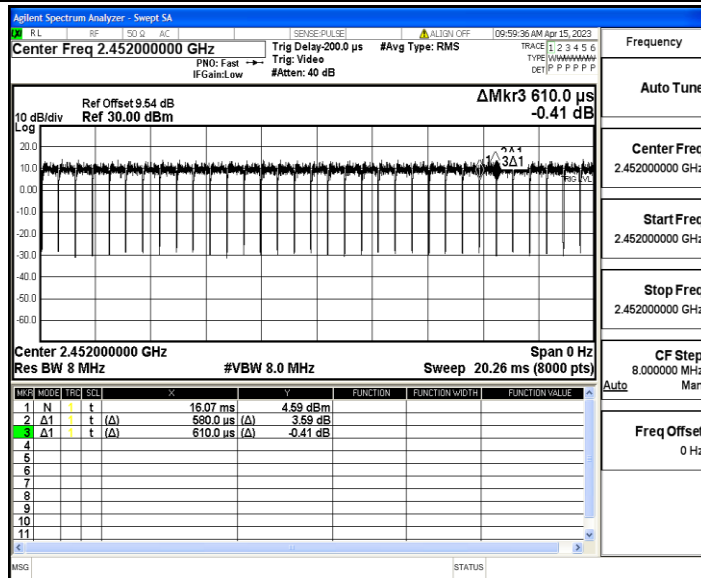 Agilent Spectrum Analyzer - Swept SA
RL RF 50 Ω AC SENSE:PULSE ALIGN OFF 09:59:36 AM Apr 15, 2023
Center Freq 2.452000000 GHz
PNO: Fast
IFGain:Low
Trig Delay-200.0 µs
Trig: Video
#Atten: 40 dB
#Avg Type: RMS
TRACE 1 2 3 4 5 6
TYPE
DET P P P P P P
ΔMkr3 610.0 µs
-0.41 dB
Ref Offset 9.54 dB
10 dB/div Ref 30.00 dBm
Log
20.0
10.0
0.00
-10.0
-20.0
-30.0
-40.0
-50.0
-60.0
3Δ1
TRIG LVL
Center 2.452000000 GHz Span 0 Hz
Res BW 8 MHz #VBW 8.0 MHz Sweep 20.26 ms (8000 pts)
MKR MODE TRC SCL X Y FUNCTION FUNCTION WIDTH FUNCTION VALUE
1 N 1 t 16.07 ms 4.59 dBm
2 Δ1 1 t (Δ) 580.0 µs (Δ) 3.59 dB
3 Δ1 1 t (Δ) 610.0 µs (Δ) -0.41 dB
4
5
6
7
8
9
10
11
MSG STATUS
Frequency
Auto Tune
Center Freq
2.452000000 GHz
Start Freq
2.452000000 GHz
Stop Freq
2.452000000 GHz
CF Step
8.000000 MHz
Auto Man
Freq Offset
0 Hz